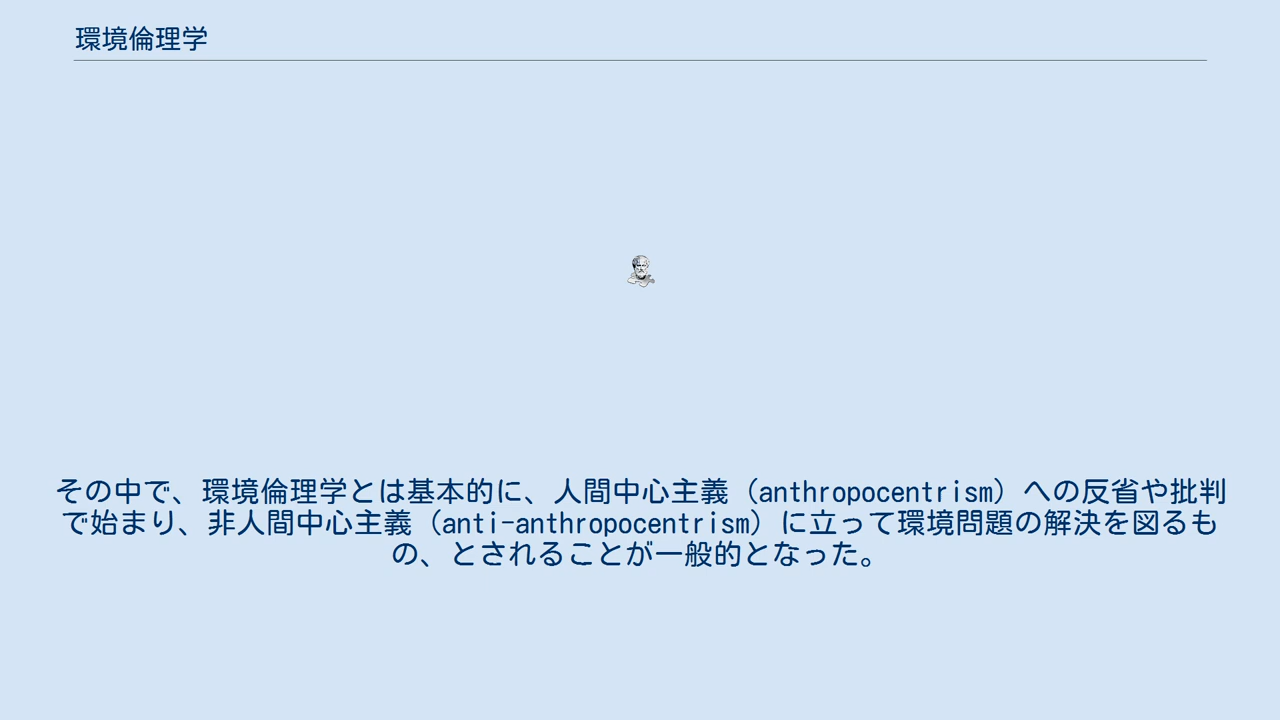 環境倫理学
その中で、環境倫理学とは基本的に、人間中心主義（anthropocentrism）への反省や批判
で始まり、非人間中心主義（anti-anthropocentrism）に立って環境問題の解決を図るも
の、とされることが一般的となった。